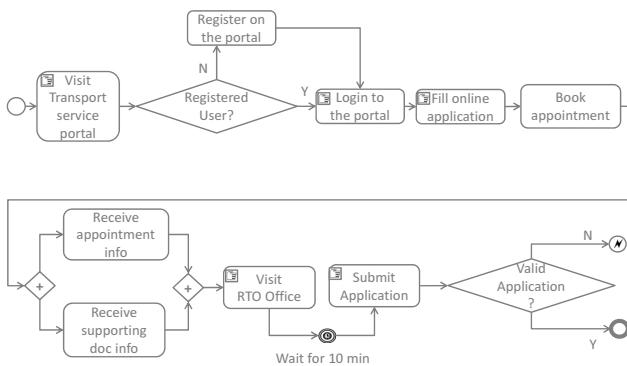 Register on
the portal
N
Visit
Transport
service
portal
Registered
User?
Y
Login to
the portal
Fill online
application
Book
appointment
Receive
appointment
info
N
+
+
Visit
RTO Office
Submit
Application
Valid
Application
?
Receive
supporting
doc info
Y
Wait for 10 min